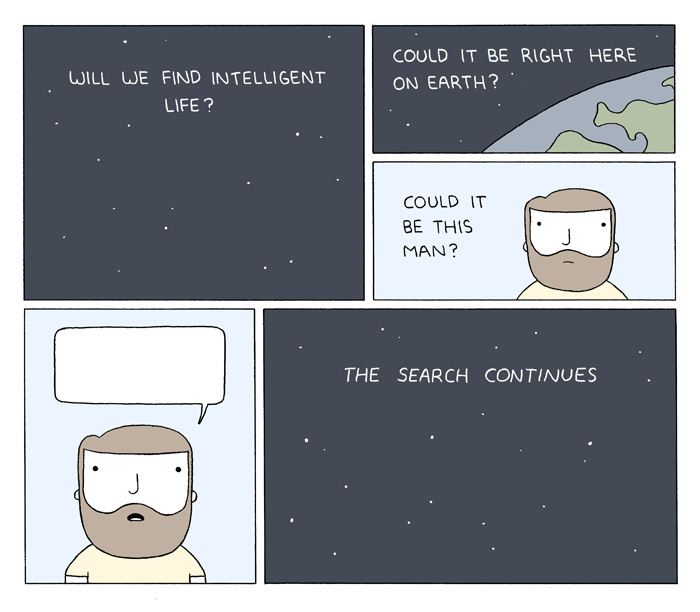 WILL WE FIND INTELLIGENT
LIFE?
COULD IT BE RIGHT HERE
ON EARTH?
COULD IT
BE THIS
MAN?
THE SEARCH CONTINUES